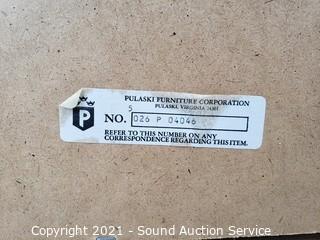 PULASKI FURNITURE CORPORATION
PULASKI, VIRGINIA 24301
5
NO. 026 P 04046
REFER TO THIS NUMBER ON ANY
CORRESPONDENCE REGARDING THIS ITEM.
P
Copyright 2021 - Sound Auction Service